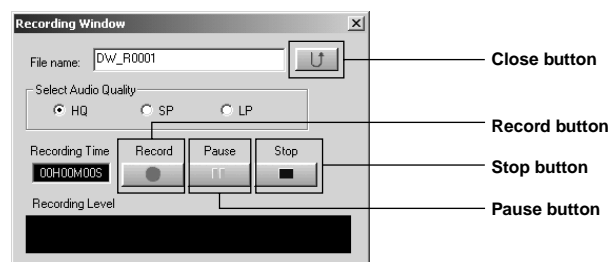 Recording Window
File name: DW_R0001
Close button
Select Audio Quality
HQ SP LP
Record button
Recording Time Record Pause Stop
00H00M00S
Stop button
Recording Level
Pause button